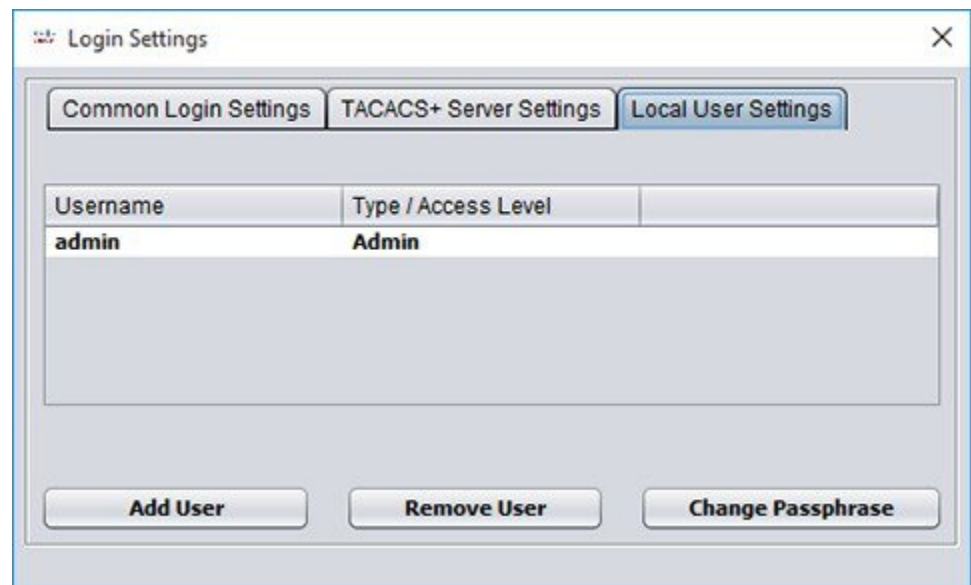 Login Settings
Common Login Settings TACACS+ Server Settings Local User Settings
Username Type / Access Level
admin Admin
Add User Remove User Change Passphrase